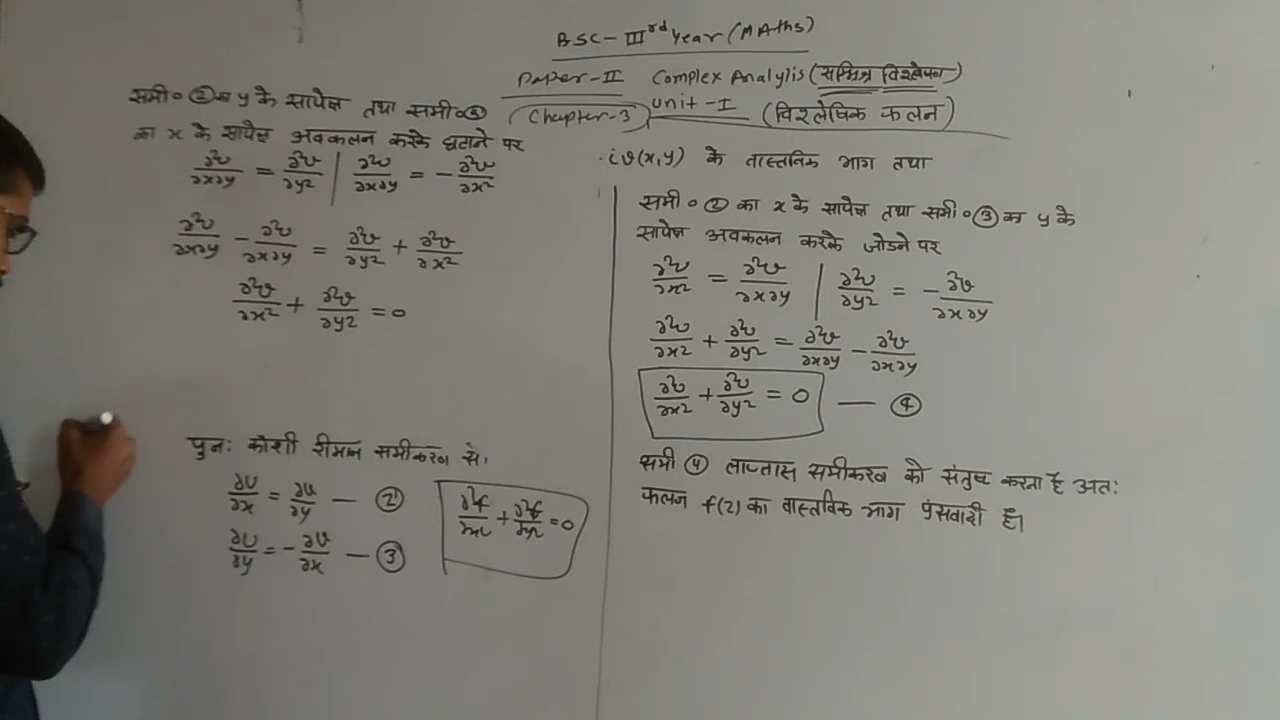 BSC - IIIrd Year (MAths)
Paper-II Complex Analysis (सम्मिश्र विश्लेषण)
Chapter-3 Unit-I (विश्लेषिक फलन)
समी० ② का y के सापेक्ष तथा समी० ③
का x के सापेक्ष अवकलन करके घटाने पर
∂²u/∂x∂y = ∂²v/∂y² | ∂²u/∂x∂y = -∂²v/∂x²
∂²u/∂x∂y - ∂²u/∂x∂y = ∂²v/∂y² + ∂²v/∂x²
∂²v/∂x² + ∂²v/∂y² = 0
पुनः कोशी रीमान समीकरण से।
∂u/∂x = ∂v/∂y — ②
∂u/∂y = -∂v/∂x — ③
∂²f/∂x² + ∂²f/∂y² = 0
iv(x,y) के वास्तविक भाग तथा
समी० ② का x के सापेक्ष तथा समी० ③ का y के
सापेक्ष अवकलन करके जोडने पर
∂²u/∂x² = ∂²v/∂x∂y | ∂²u/∂y² = -∂²v/∂x∂y
∂²u/∂x² + ∂²u/∂y² = ∂²v/∂x∂y - ∂²v/∂x∂y
∂²u/∂x² + ∂²u/∂y² = 0 — ④
समी ④ लाप्लास समीकरण को संतुष्ट करता है अतः
फलन f(z) का वास्तविक भाग प्रसंवादी है।